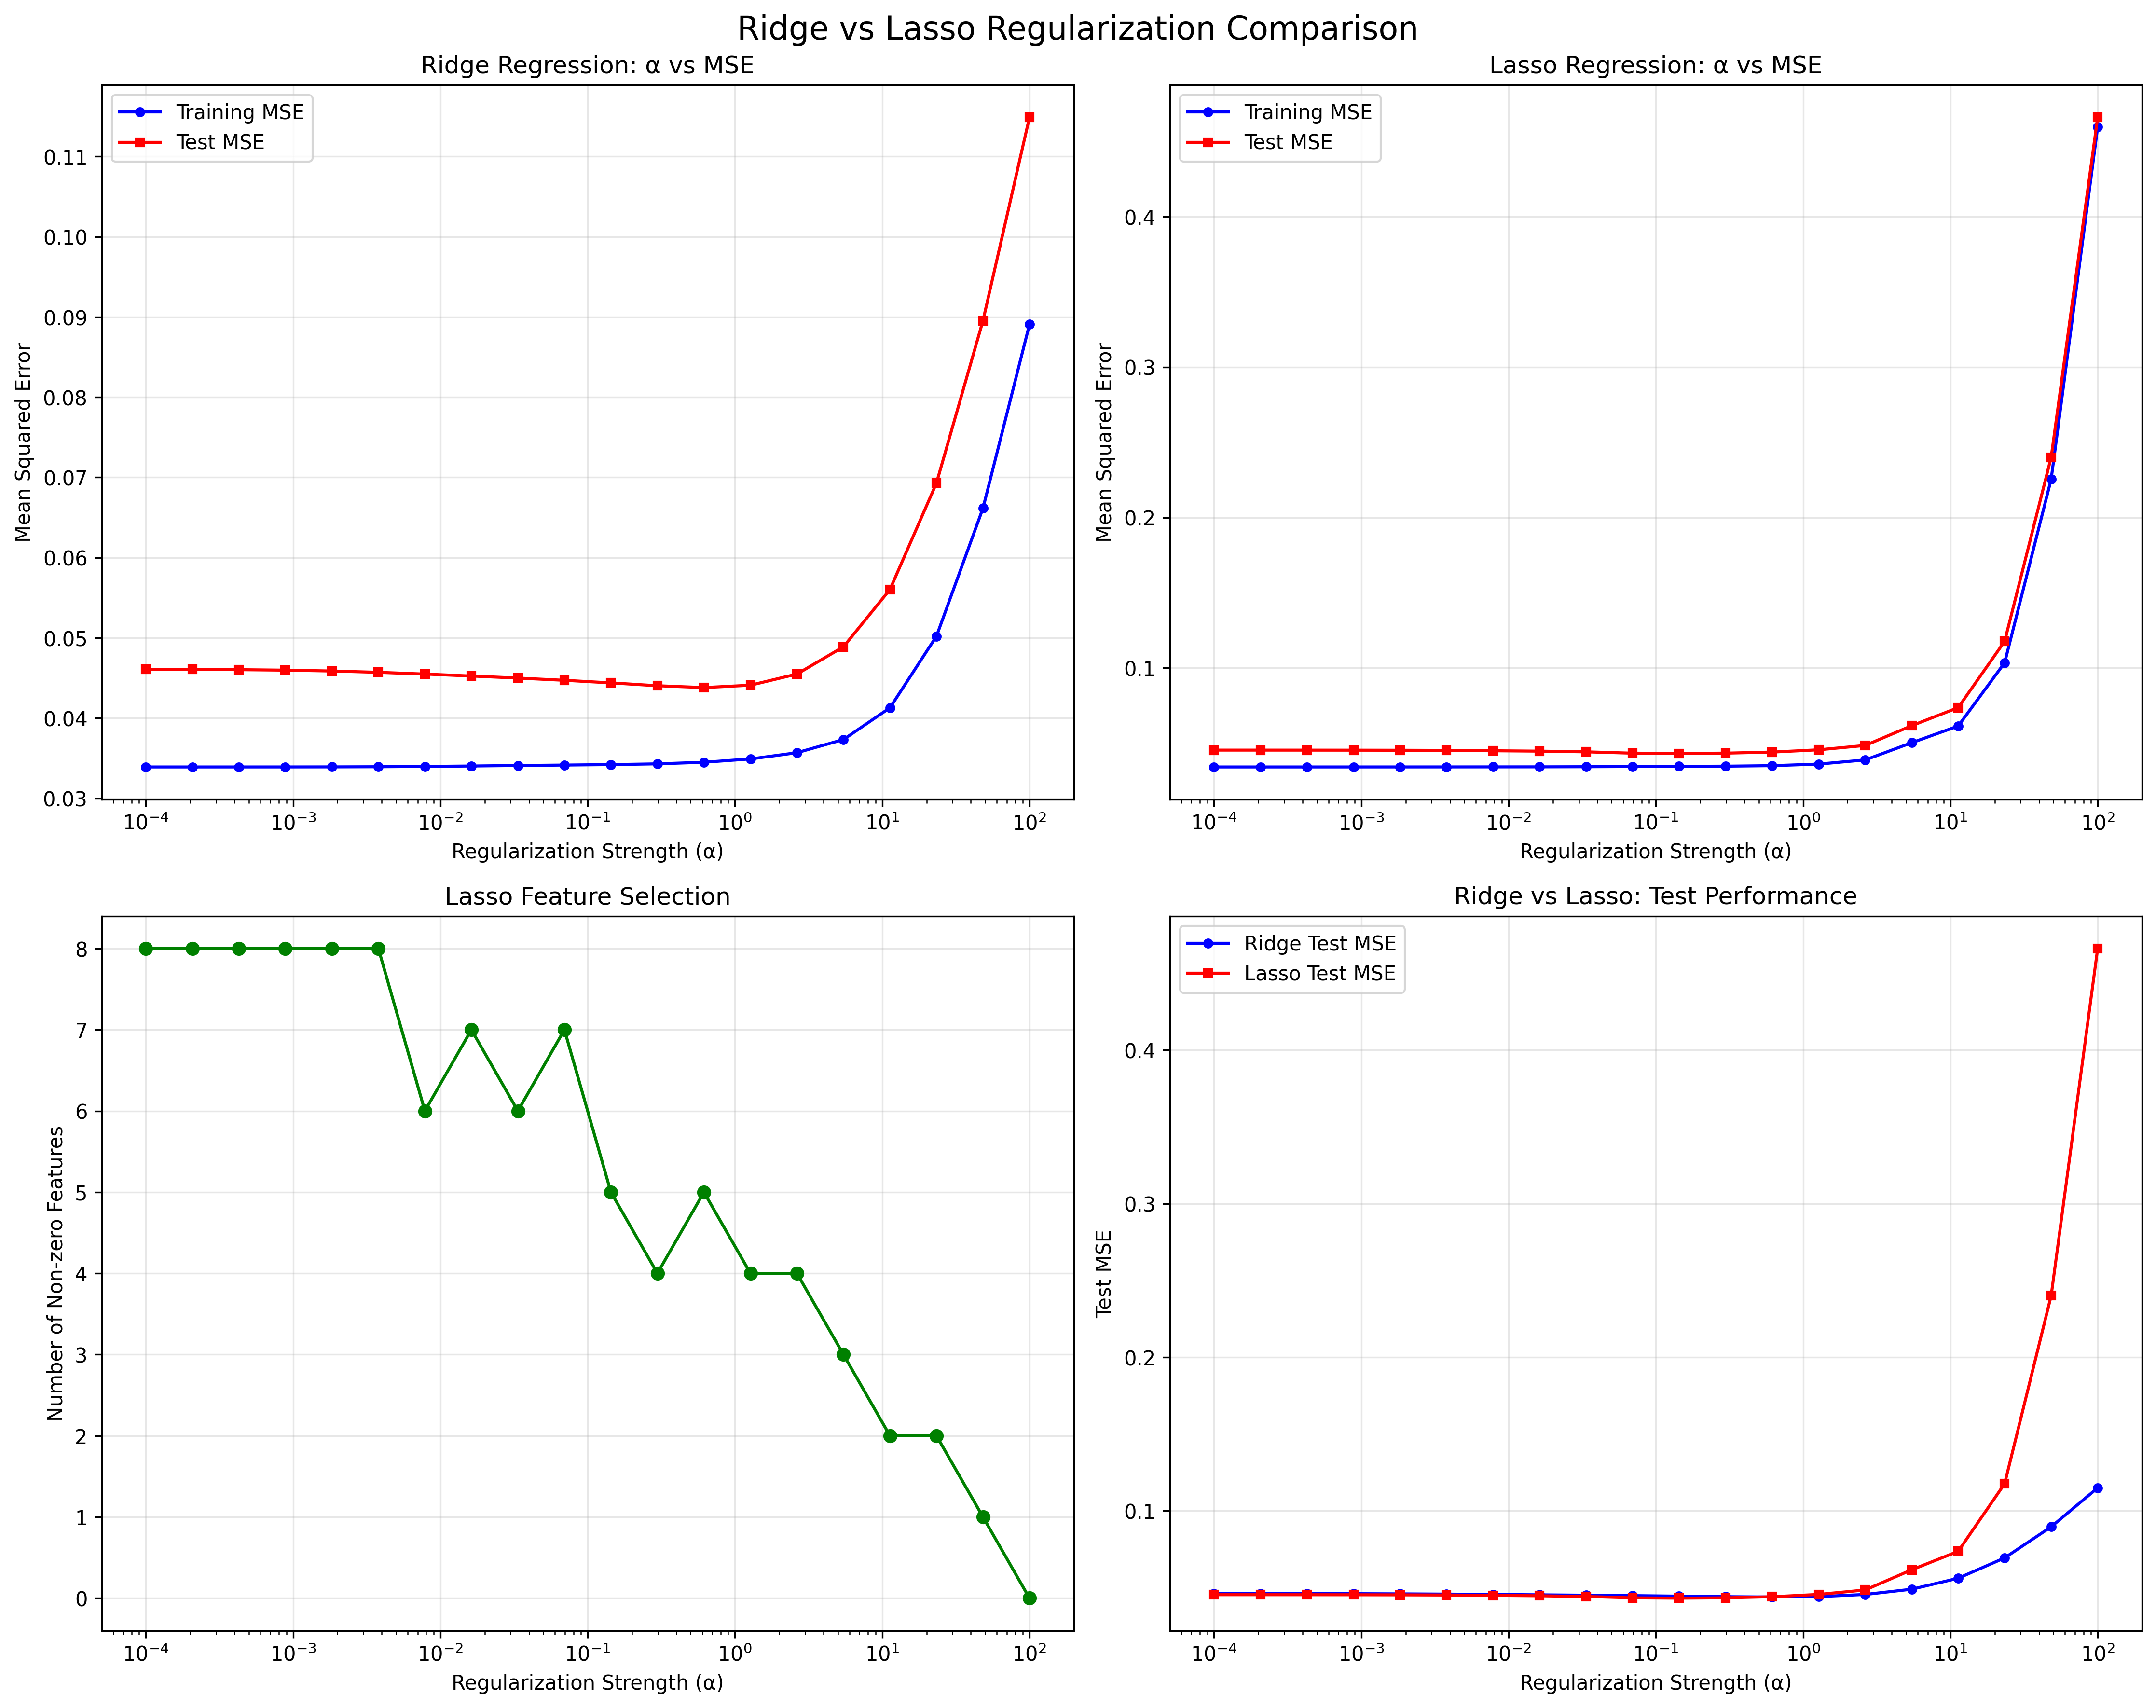 Ridge vs Lasso Regularization Comparison
Ridge Regression: α vs MSE
Training MSE
Test MSE
Mean Squared Error
0.11
0.10
0.09
0.08
0.07
0.06
0.05
0.04
0.03
10⁻⁴ 10⁻³ 10⁻² 10⁻¹ 10⁰ 10¹ 10²
Regularization Strength (α)
Lasso Regression: α vs MSE
Training MSE
Test MSE
Mean Squared Error
0.4
0.3
0.2
0.1
10⁻⁴ 10⁻³ 10⁻² 10⁻¹ 10⁰ 10¹ 10²
Regularization Strength (α)
Lasso Feature Selection
Number of Non-zero Features
8
7
6
5
4
3
2
1
0
10⁻⁴ 10⁻³ 10⁻² 10⁻¹ 10⁰ 10¹ 10²
Regularization Strength (α)
Ridge vs Lasso: Test Performance
Ridge Test MSE
Lasso Test MSE
Test MSE
0.4
0.3
0.2
0.1
10⁻⁴ 10⁻³ 10⁻² 10⁻¹ 10⁰ 10¹ 10²
Regularization Strength (α)